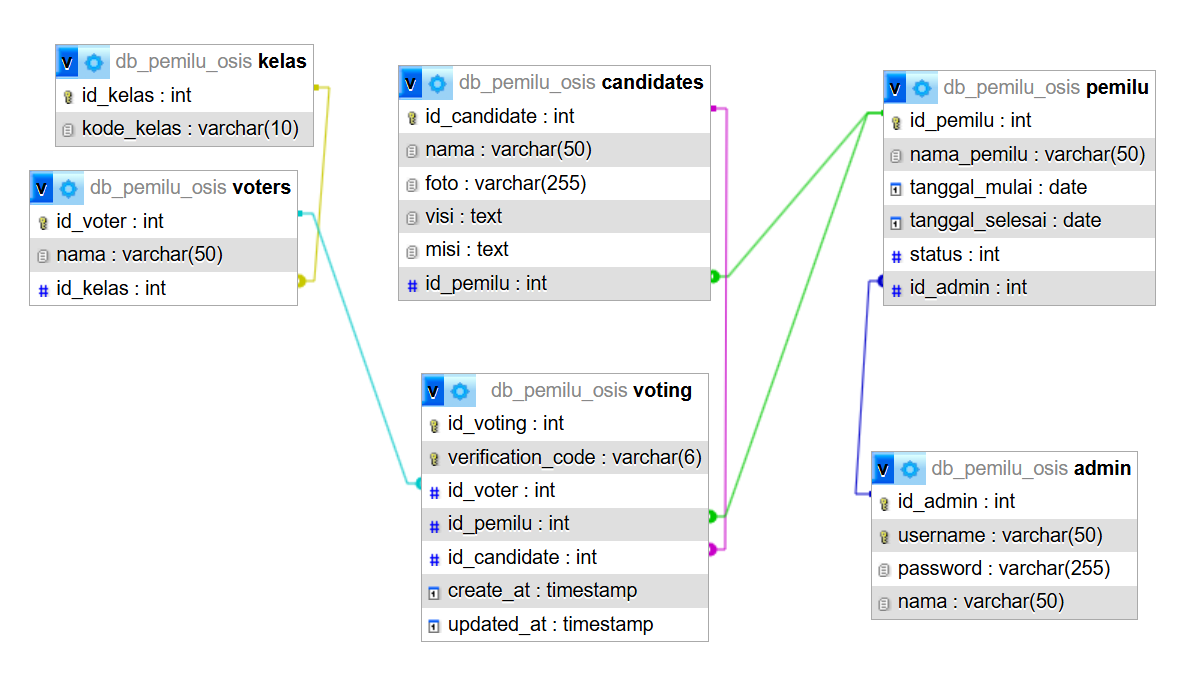 v db_pemilu_osis kelas
id_kelas : int
kode_kelas : varchar(10)
v db_pemilu_osis voters
id_voter : int
nama : varchar(50)
# id_kelas : int
v db_pemilu_osis candidates
id_candidate : int
nama : varchar(50)
foto : varchar(255)
visi : text
misi : text
# id_pemilu : int
v db_pemilu_osis pemilu
id_pemilu : int
nama_pemilu : varchar(50)
tanggal_mulai : date
tanggal_selesai : date
# status : int
# id_admin : int
v db_pemilu_osis voting
id_voting : int
verification_code : varchar(6)
# id_voter : int
# id_pemilu : int
# id_candidate : int
create_at : timestamp
updated_at : timestamp
v db_pemilu_osis admin
id_admin : int
username : varchar(50)
password : varchar(255)
nama : varchar(50)